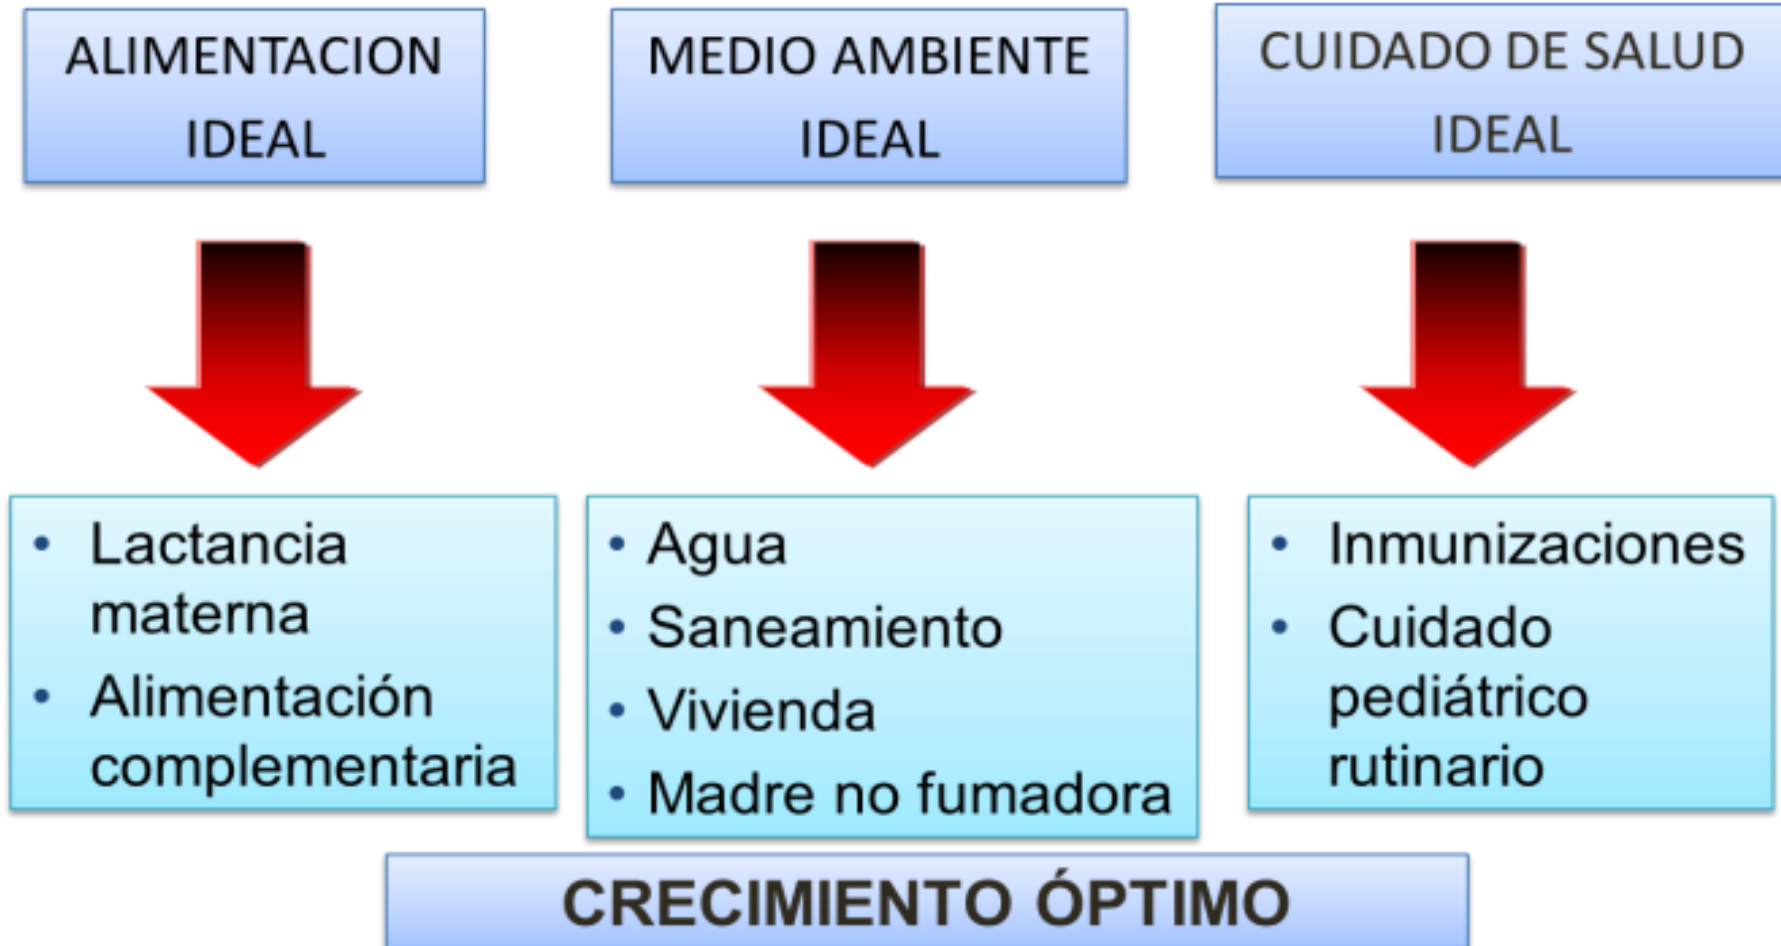 ALIMENTACION
IDEAL
MEDIO AMBIENTE
IDEAL
CUIDADO DE SALUD
IDEAL
• Lactancia
materna
• Alimentación
complementaria
• Agua
• Saneamiento
• Vivienda
• Madre no fumadora
• Inmunizaciones
• Cuidado
pediátrico
rutinario
CRECIMIENTO ÓPTIMO